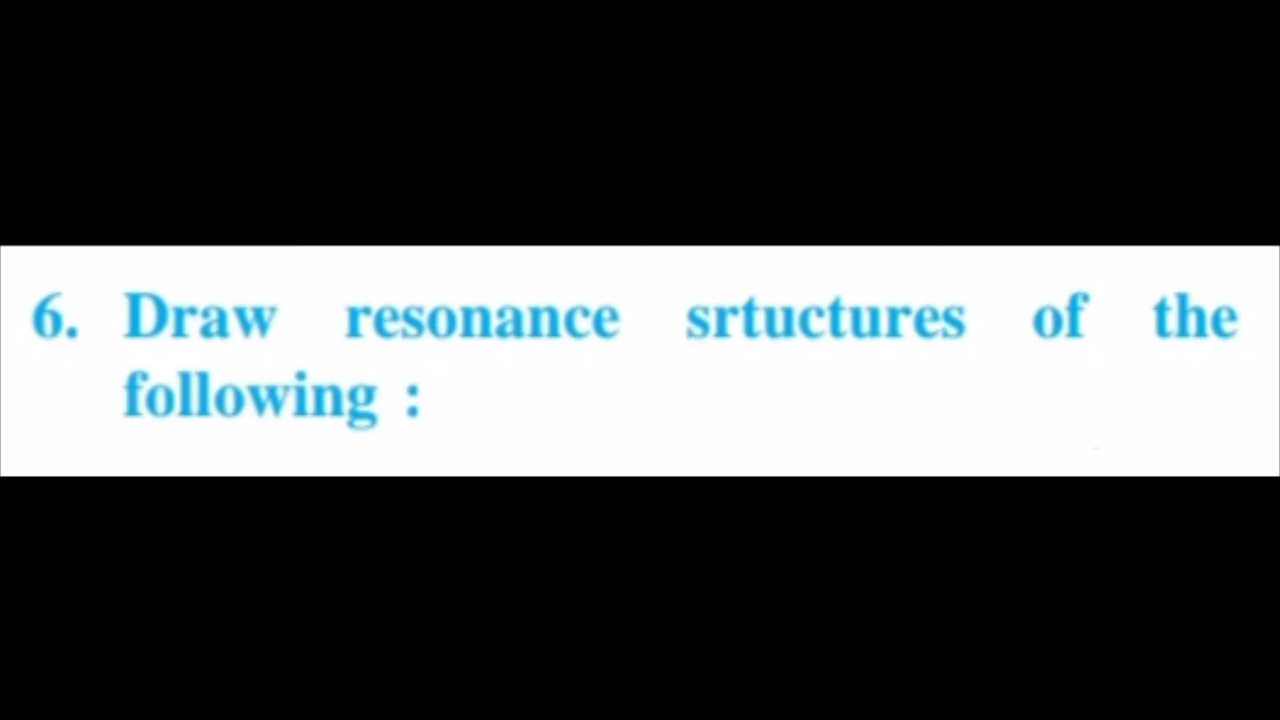 6. Draw resonance srtuctures of the
following :